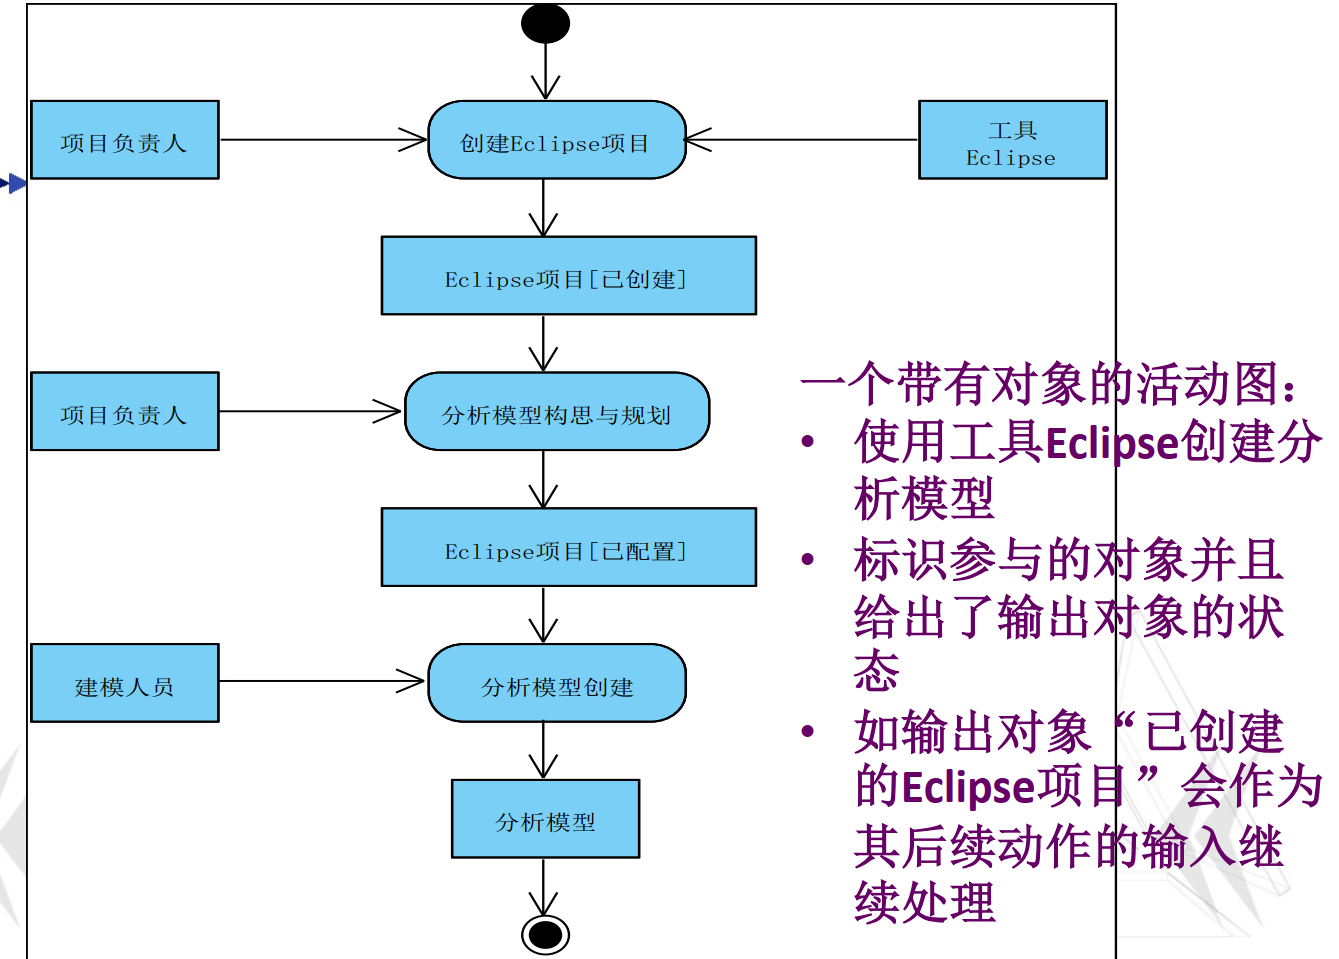 项目负责人
创建Eclipse项目
工具
Eclipse
Eclipse项目[已创建]
项目负责人
分析模型构思与规划
Eclipse项目[已配置]
建模人员
分析模型创建
分析模型
一个带有对象的活动图：
• 使用工具Eclipse创建分
析模型
• 标识参与的对象并且
给出了输出对象的状
态
• 如输出对象“已创建
的Eclipse项目”会作为
其后续动作的输入继
续处理